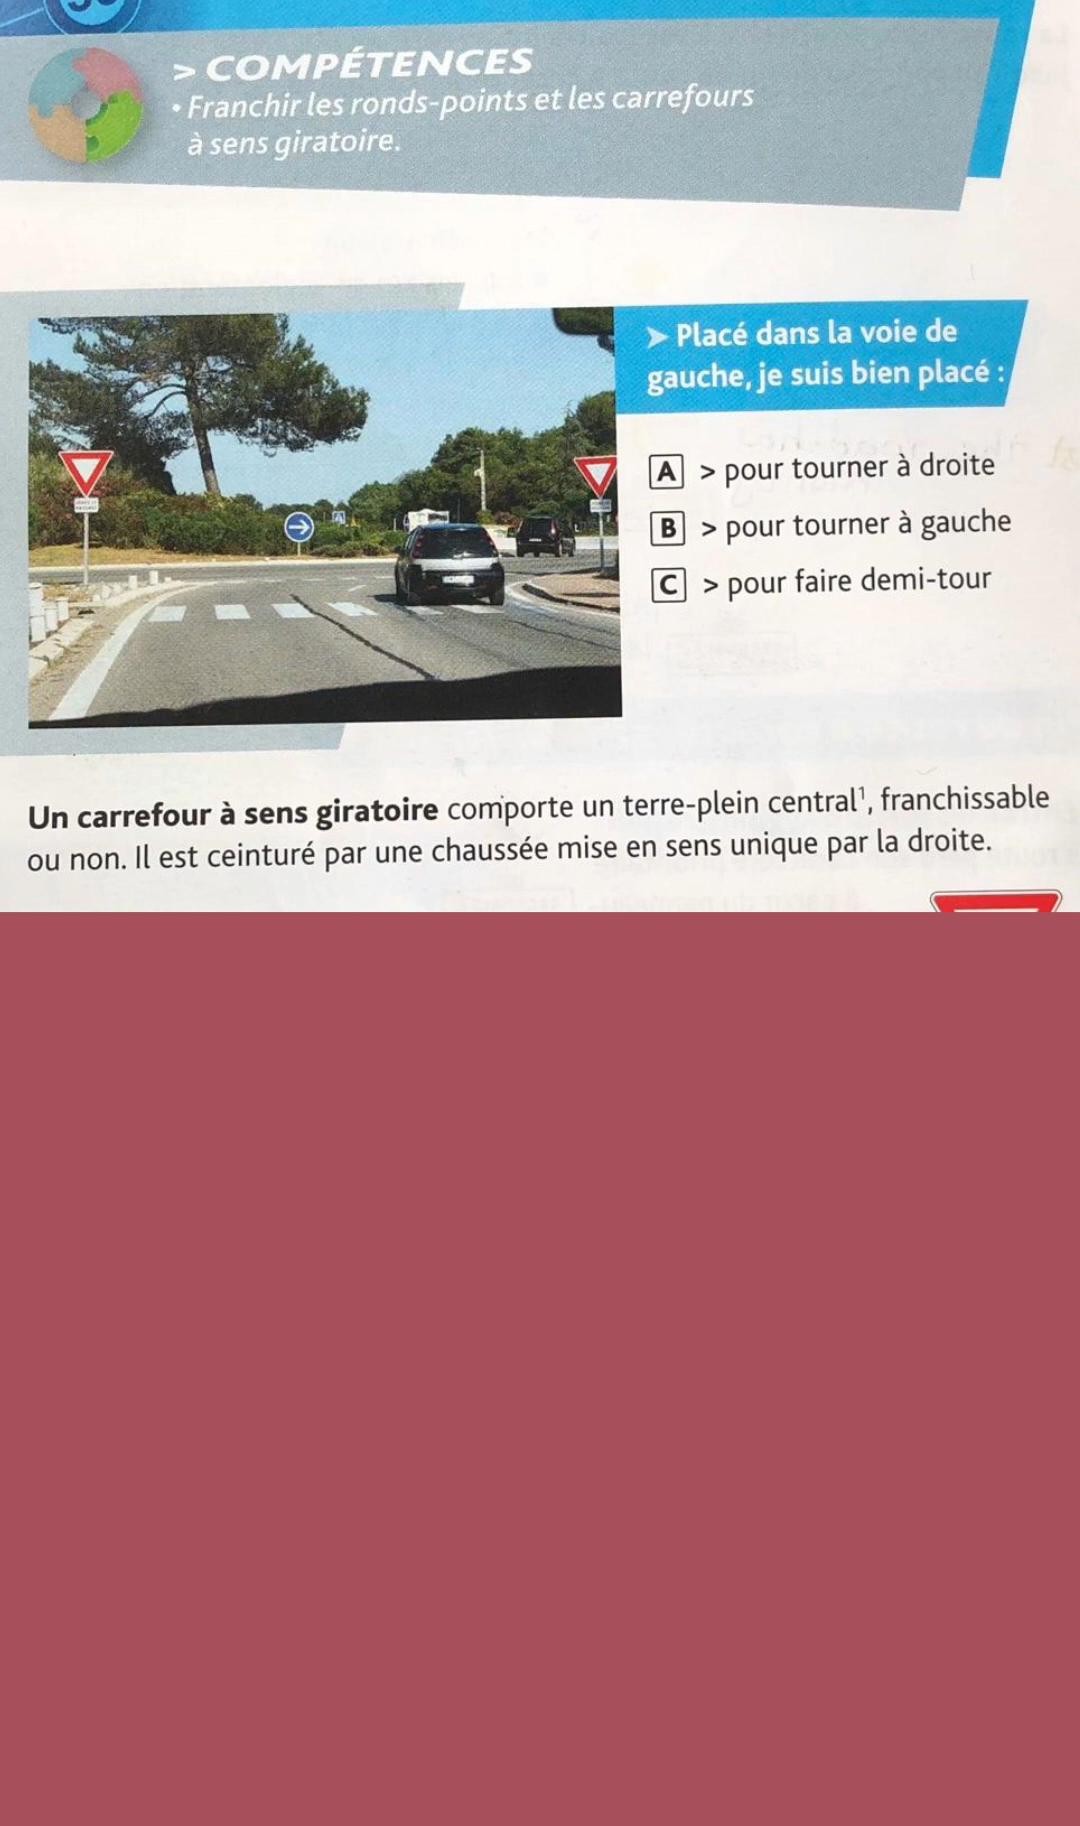 > COMPÉTENCES
• Franchir les ronds-points et les carrefours
à sens giratoire.
➤ Placé dans la voie de
gauche, je suis bien placé :
A > pour tourner à droite
B > pour tourner à gauche
C > pour faire demi-tour
Un carrefour à sens giratoire comporte un terre-plein central¹, franchissable
ou non. Il est ceinturé par une chaussée mise en sens unique par la droite.